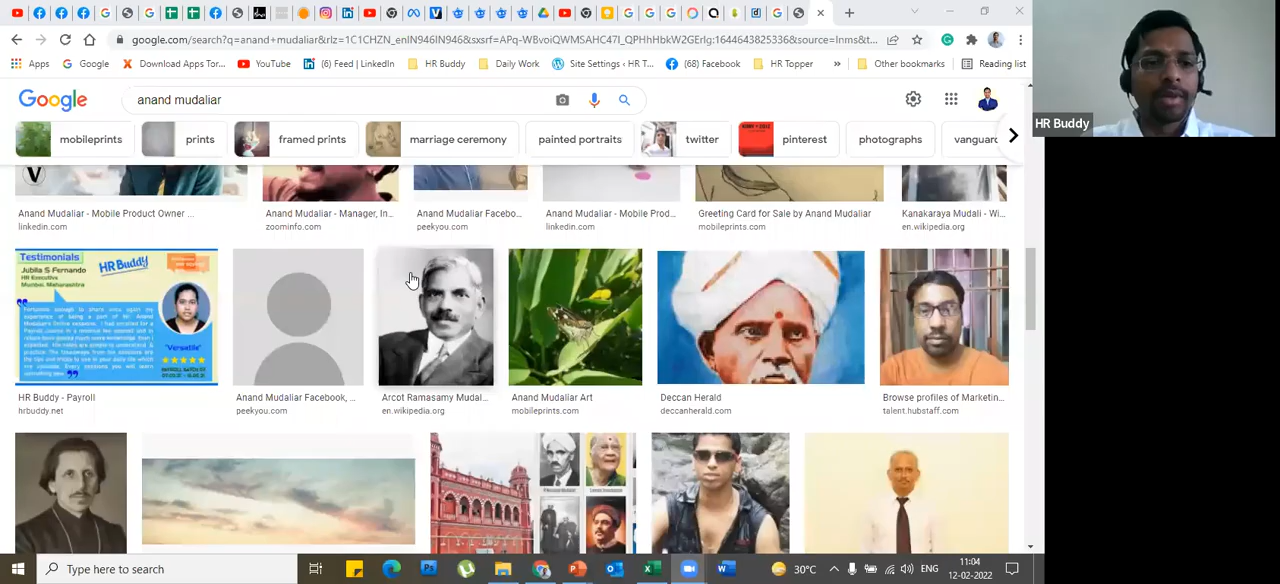 google.com/search?q=anand+mudaliar&rlz=1C1CHZN_enIN946IN946&sxsrf=APq-WBvoiQWMSAHC47I_QPHhHbkW2GErlg:1644643825336&source=lnms&t...
Apps
Google
Download Apps Tor...
YouTube
(6) Feed | LinkedIn
HR Buddy
Daily Work
Site Settings ‹ HR T...
(68) Facebook
HR Topper
»
Other bookmarks
Reading list
Google
anand mudaliar
mobileprints
prints
framed prints
marriage ceremony
painted portraits
twitter
pinterest
photographs
vanguard
HR Buddy
V
Anand Mudaliar - Mobile Product Owner ...
linkedin.com
Anand Mudaliar - Manager, In...
zoominfo.com
Anand Mudaliar Facebo...
peekyou.com
Anand Mudaliar - Mobile Prod...
linkedin.com
Greeting Card for Sale by Anand Mudaliar
mobileprints.com
Kanakaraya Mudali - Wi...
en.wikipedia.org
Testimonials
Jubila S Fernando
HR Executive
Mumbai, Maharashtra
HR Buddy
"Versatile"
HR Buddy - Payroll
hrbuddy.net
Anand Mudaliar Facebook, ...
peekyou.com
Arcot Ramasamy Mudal...
en.wikipedia.org
Anand Mudaliar Art
mobileprints.com
Deccan Herald
deccanherald.com
Browse profiles of Marketin...
talent.hubstaff.com
Type here to search
30°C
ENG
11:04
12-02-2022